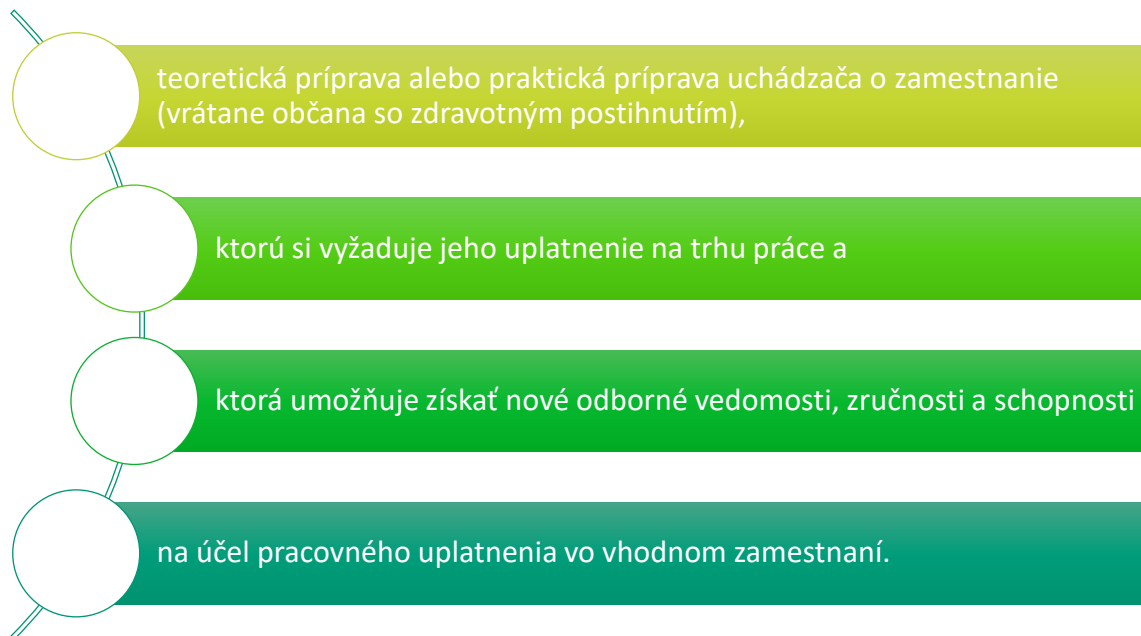 teoretická príprava alebo praktická príprava uchádzača o zamestnanie
(vrátane občana so zdravotným postihnutím),
ktorú si vyžaduje jeho uplatnenie na trhu práce a
ktorá umožňuje získať nové odborné vedomosti, zručnosti a schopnosti
na účel pracovného uplatnenia vo vhodnom zamestnaní.